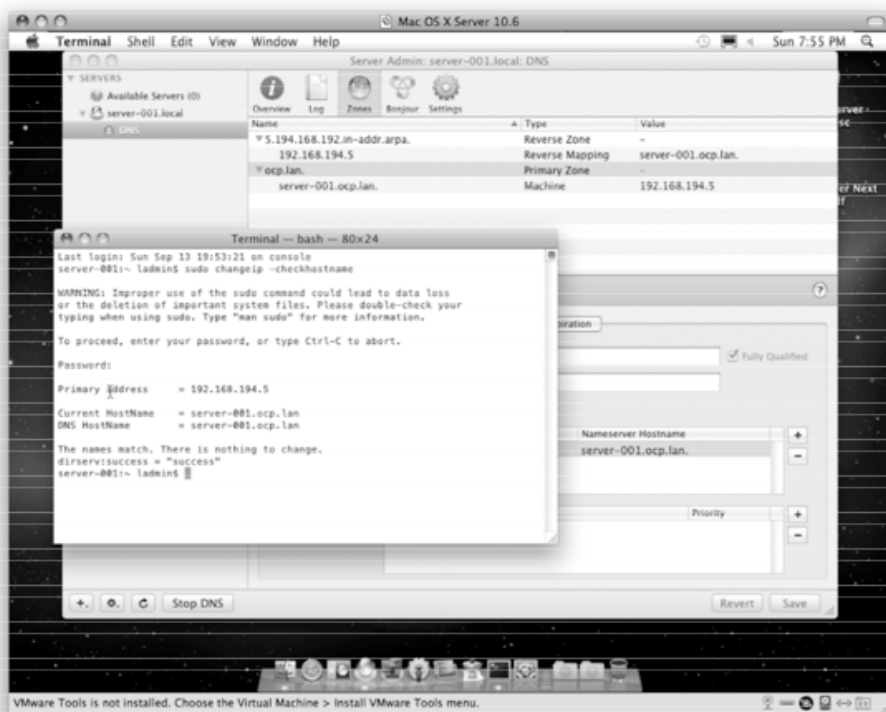 Mac OS X Server 10.6
Terminal Shell Edit View Window Help Sun 7:55 PM
Server Admin: server-001.local: DNS
SERVERS
Available Servers (0)
server-001.local
DNS
Overview Log Zones Bonjour Settings
Name Type Value
5.194.168.192.in-addr.arpa. Reverse Zone -
192.168.194.5 Reverse Mapping server-001.ocp.lan.
ocp.lan. Primary Zone -
server-001.ocp.lan. Machine 192.168.194.5
Terminal — bash — 80×24
Last login: Sun Sep 13 19:53:21 on console
server-001:~ ladmin$ sudo changeip -checkhostname
WARNING: Improper use of the sudo command could lead to data loss
or the deletion of important system files. Please double-check your
typing when using sudo. Type "man sudo" for more information.
To proceed, enter your password, or type Ctrl-C to abort.
Password:
Primary address = 192.168.194.5
Current HostName = server-001.ocp.lan
DNS HostName = server-001.ocp.lan
The names match. There is nothing to change.
dirserv:success = "success"
server-001:~ ladmin$
Fully Qualified
Nameserver Hostname
server-001.ocp.lan.
Priority
Stop DNS Revert Save
VMware Tools is not installed. Choose the Virtual Machine > Install VMware Tools menu.